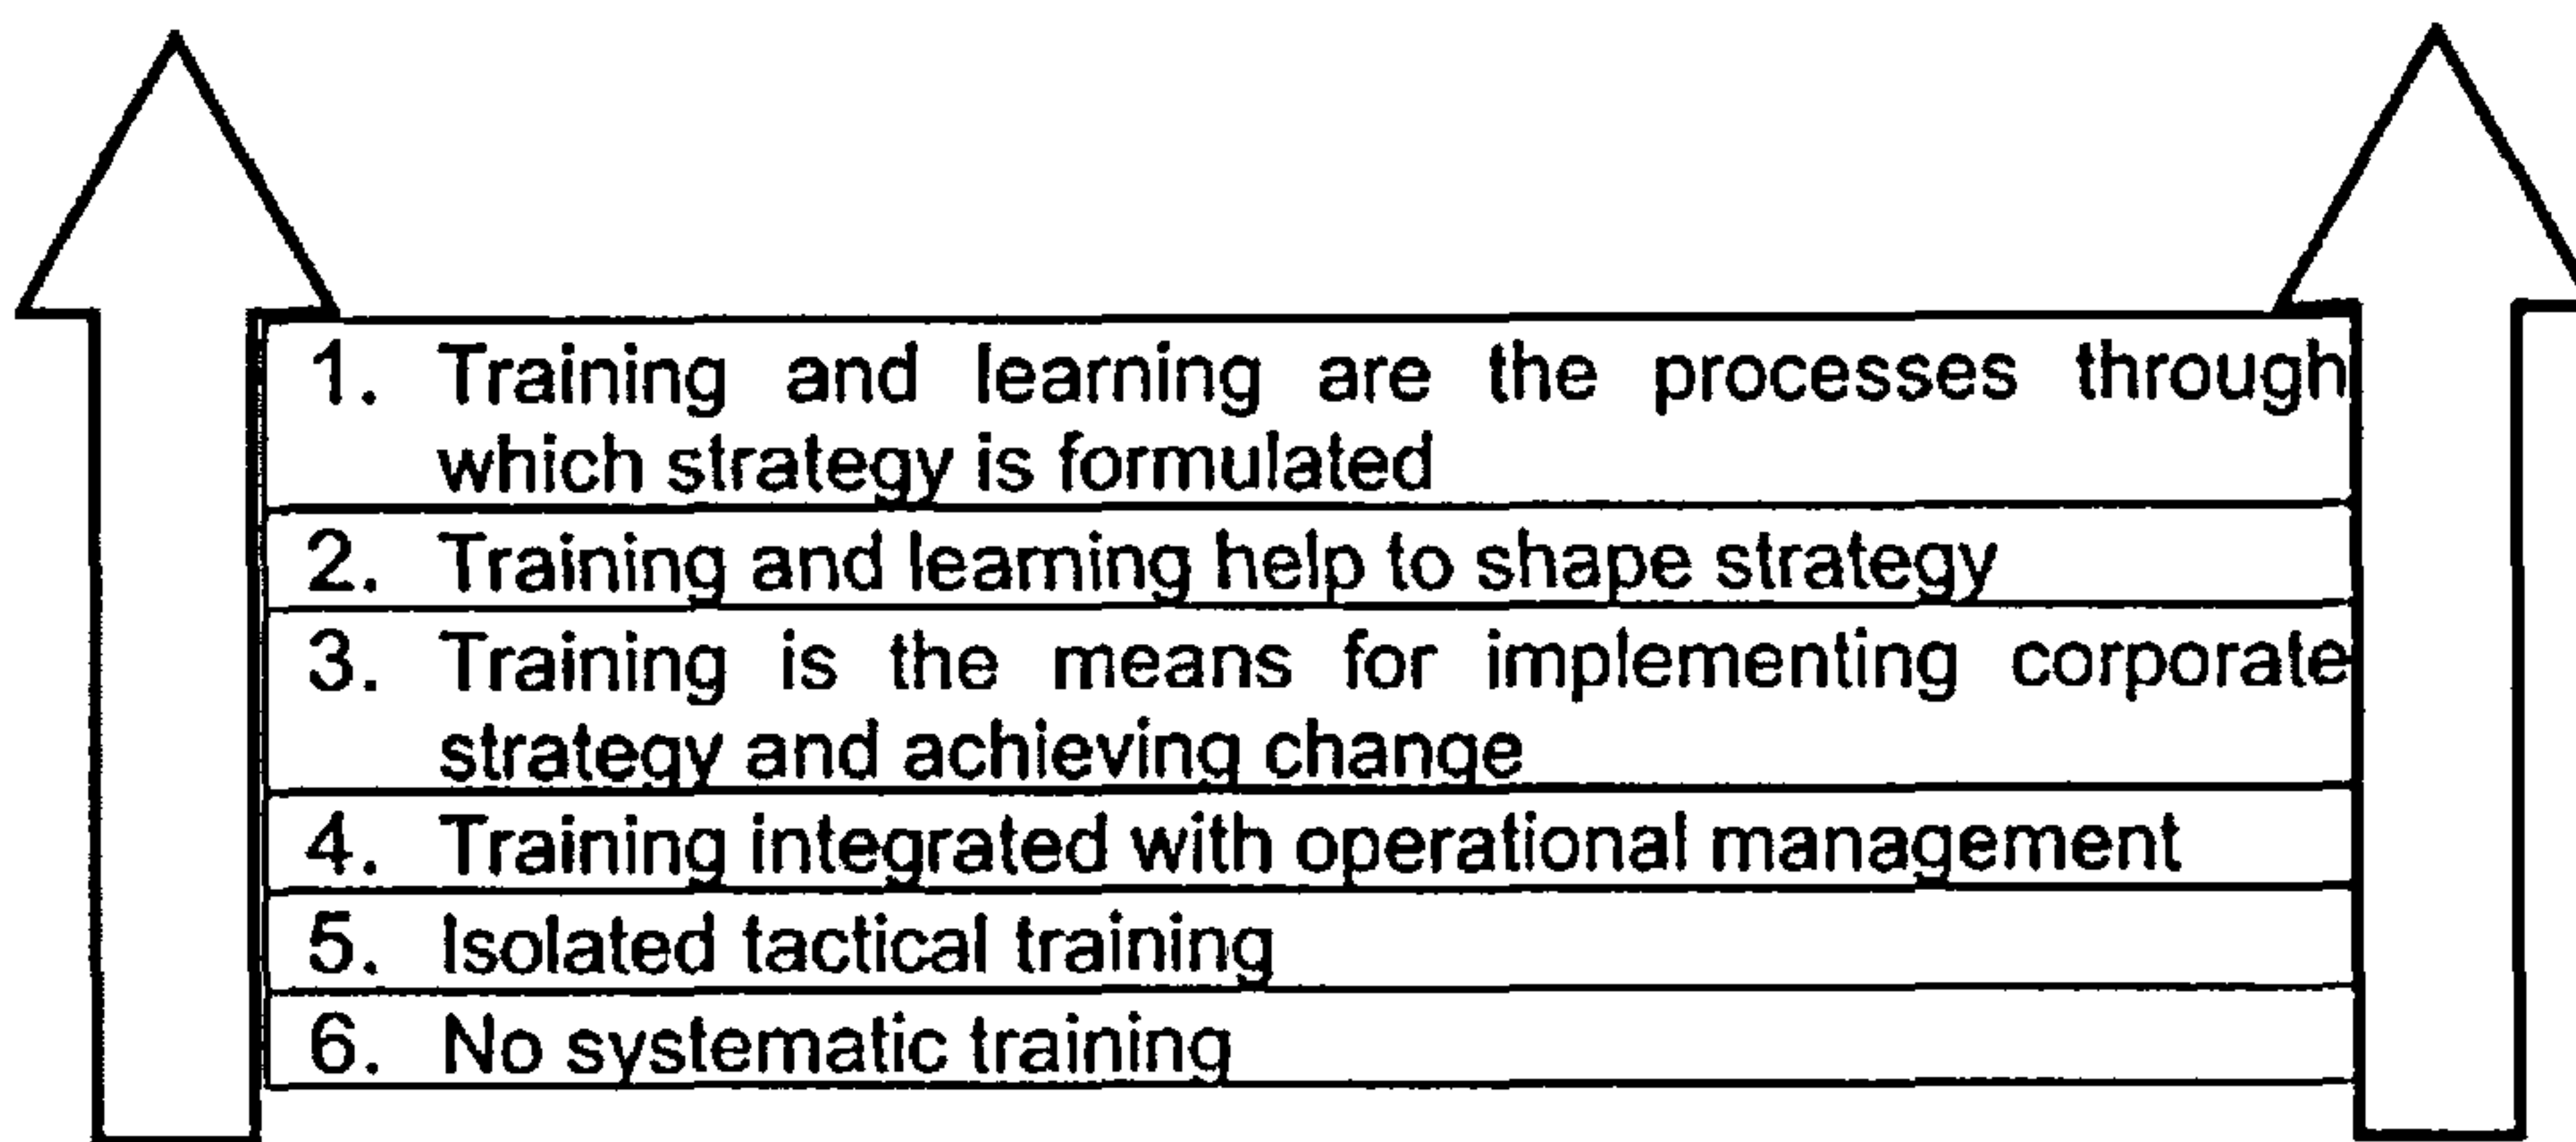 1. Training and learning are the processes through
which strategy is formulated
2. Training and learning help to shape strategy
3. Training is the means for implementing corporate
strategy and achieving change
4. Training integrated with operational management
5. Isolated tactical training
6. No systematic training